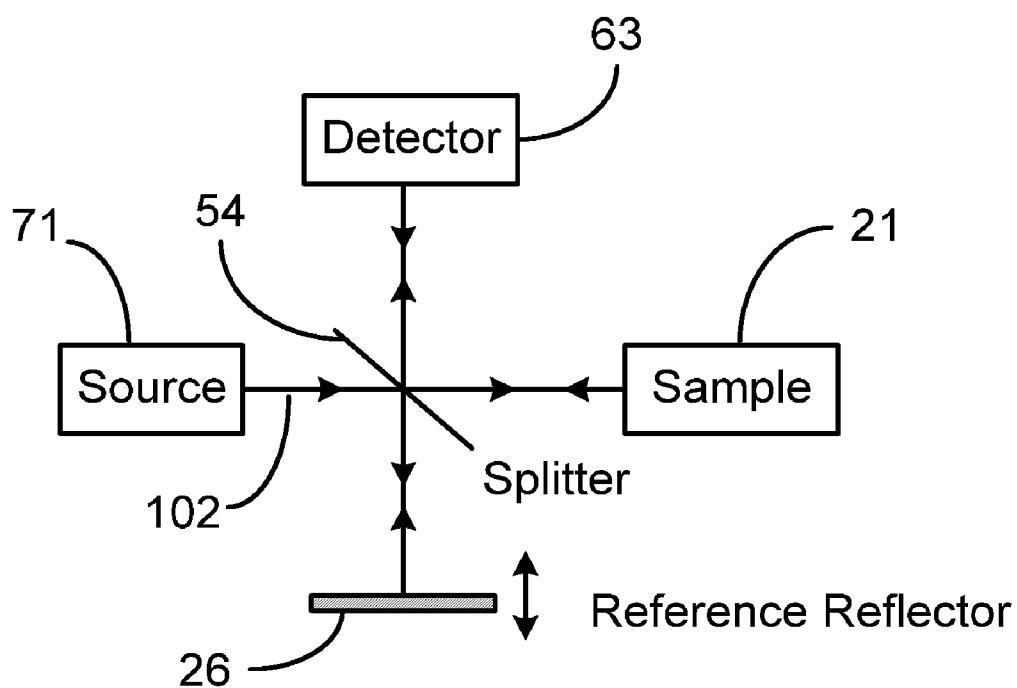 63
Detector
54
71
21
Source
Sample
Splitter
102
Reference Reflector
26